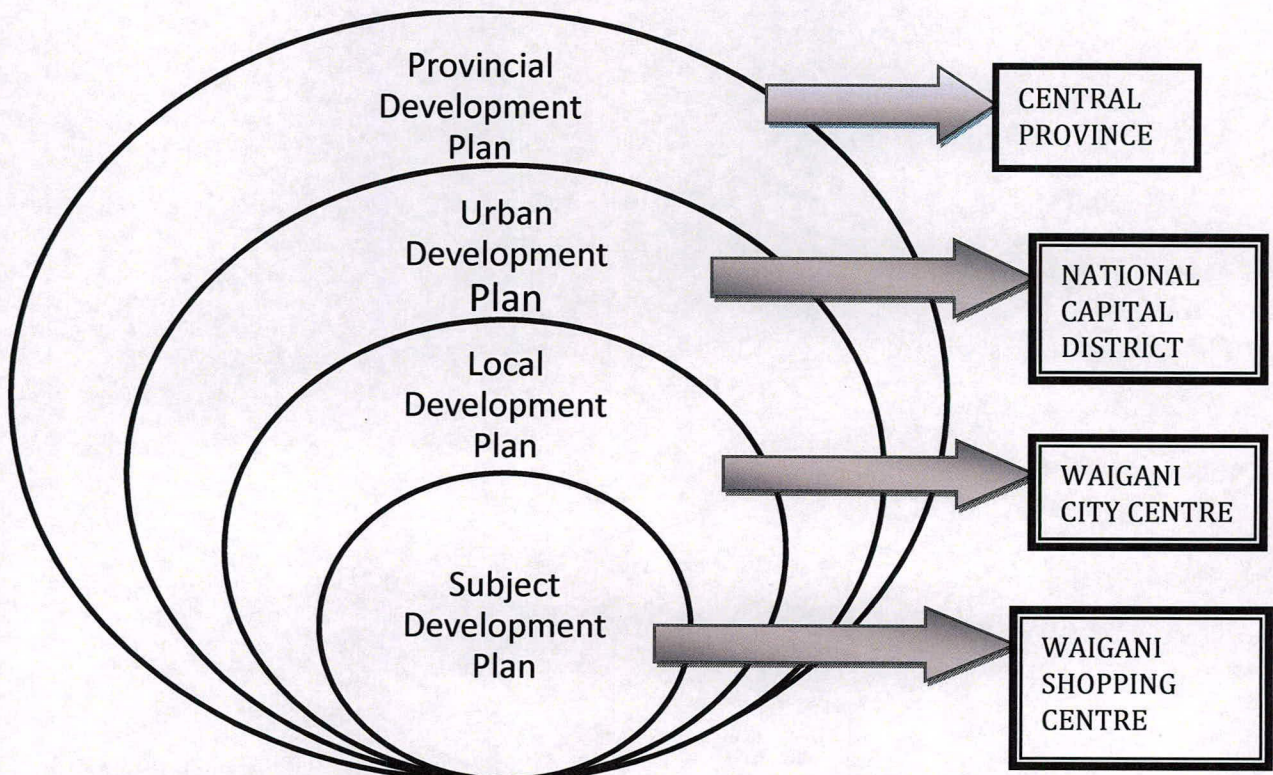 Provincial
Development
Plan
CENTRAL
PROVINCE
Urban
Development
Plan
NATIONAL
CAPITAL
DISTRICT
Local
Development
Plan
WAIGANI
CITY CENTRE
Subject
Development
Plan
WAIGANI
SHOPPING
CENTRE